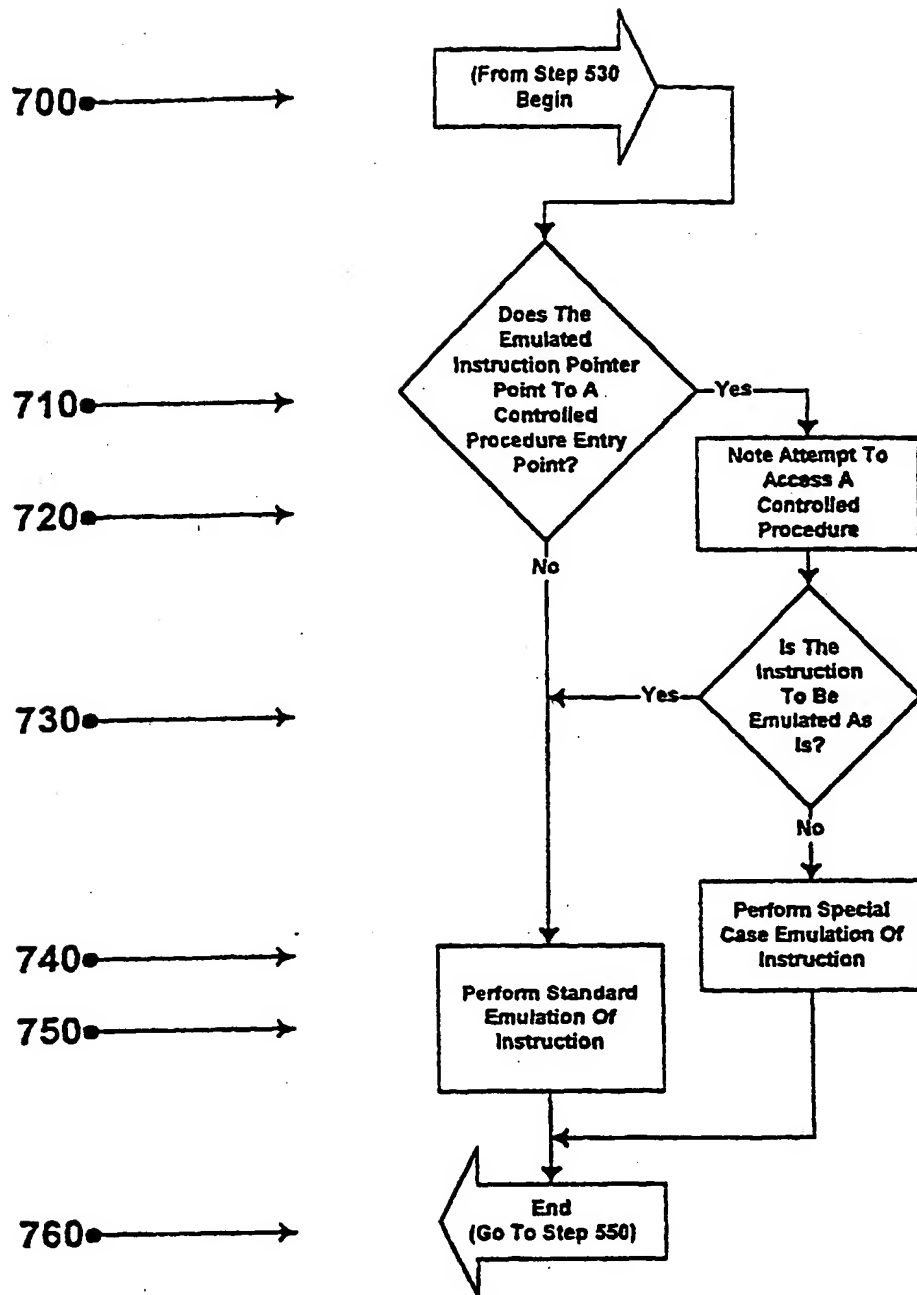 700
(From Step 530
Begin
Does The
Emulated
Instruction Pointer
Point To A
Controlled
Procedure Entry
Point?
710
Yes
Note Attempt To
Access A
Controlled
Procedure
720
No
Is The
Instruction
To Be
Emulated As
Is?
Yes
730
No
Perform Special
Case Emulation Of
Instruction
740
Perform Standard
Emulation Of
Instruction
750
End
(Go To Step 550)
760